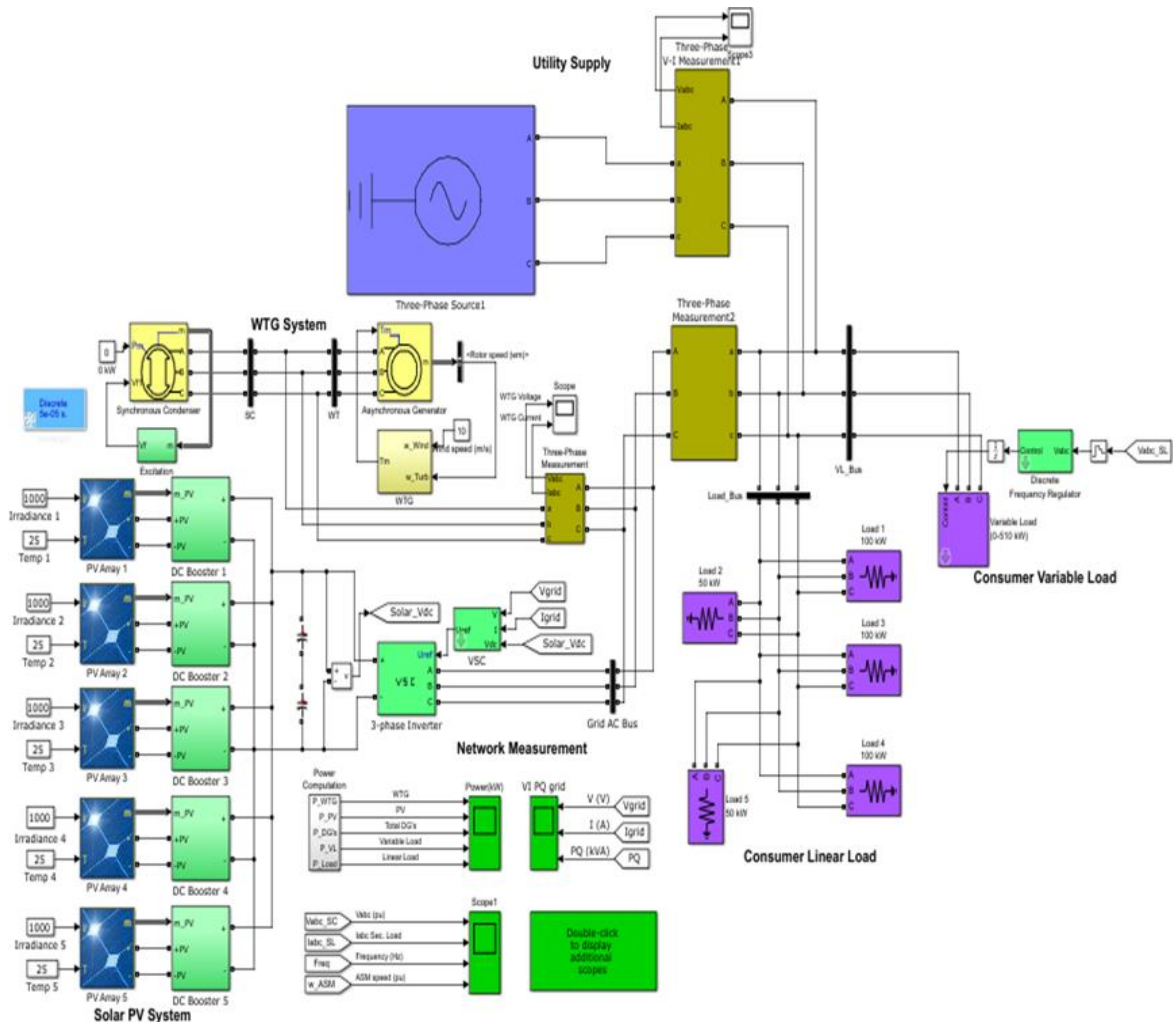 Utility Supply
Scope3
Three-Phase
V-I Measurement1
Vabc
Iabc
A
B
C
a
b
c
A
B
C
Three-Phase Source1
WTG System
Three-Phase
Measurement2
A
B
C
a
b
c
0
0 kW
Pm
Vf
m
A
B
C
Synchronous Condenser
SC
WT
Tm
A
B
C
m
Asynchronous Generator
<Rotor speed (wm)>
Discrete
5e-05 s.
Vf
m
Excitation
Tm
w_Wind
w_Turb
WTG
10
Wind speed (m/s)
WTG Voltage
WTG Current
Scope
Three-Phase
Measurement
Vabc
Iabc
a
b
c
A
B
C
VL_Bus
Load_Bus
Control
Vabc
Discrete
Frequency Regulator
Vabc_SL
Control
A
B
C
Variable Load
(0-510 kW)
Consumer Variable Load
Load 1
100 kW
A
B
C
Load 2
50 kW
A
B
C
Load 3
100 kW
A
B
C
Load 4
100 kW
A
B
C
A
B
C
Load 5
50 kW
Consumer Linear Load
1000
Irradiance 1
25
Temp 1
m
T
PV Array 1
m_PV
+PV
-PV
+
-
DC Booster 1
1000
Irradiance 2
25
Temp 2
PV Array 2
m_PV
+PV
-PV
+
-
DC Booster 2
1000
Irradiance 3
25
Temp 3
PV Array 3
m_PV
+PV
-PV
+
-
DC Booster 3
1000
Irradiance 4
25
Temp 4
PV Array 4
m_PV
+PV
-PV
+
-
DC Booster 4
1000
Irradiance 5
25
Temp 5
PV Array 5
m_PV
+PV
-PV
+
-
DC Booster 5
Solar PV System
+
-
v
Solar_Vdc
Uref
V
I
Vdc
VSC
Vgrid
Igrid
Solar_Vdc
+
-
Uref
A
B
C
3-phase Inverter
Grid AC Bus
Network Measurement
Power
Computation
P_WTG
P_PV
P_DG's
P_VL
P_Load
WTG
PV
Total DG's
Variable Load
Linear Load
Power(kW)
VI PQ grid
V (V)
I (A)
PQ (kVA)
Vgrid
Igrid
PQ
Vabc_SC
Iabc_SL
Freq
w_ASM
Vabc (pu)
Iabc Sec. Load
Frequency (Hz)
ASM speed (pu)
Scope1
Double-click
to display
additional
scopes